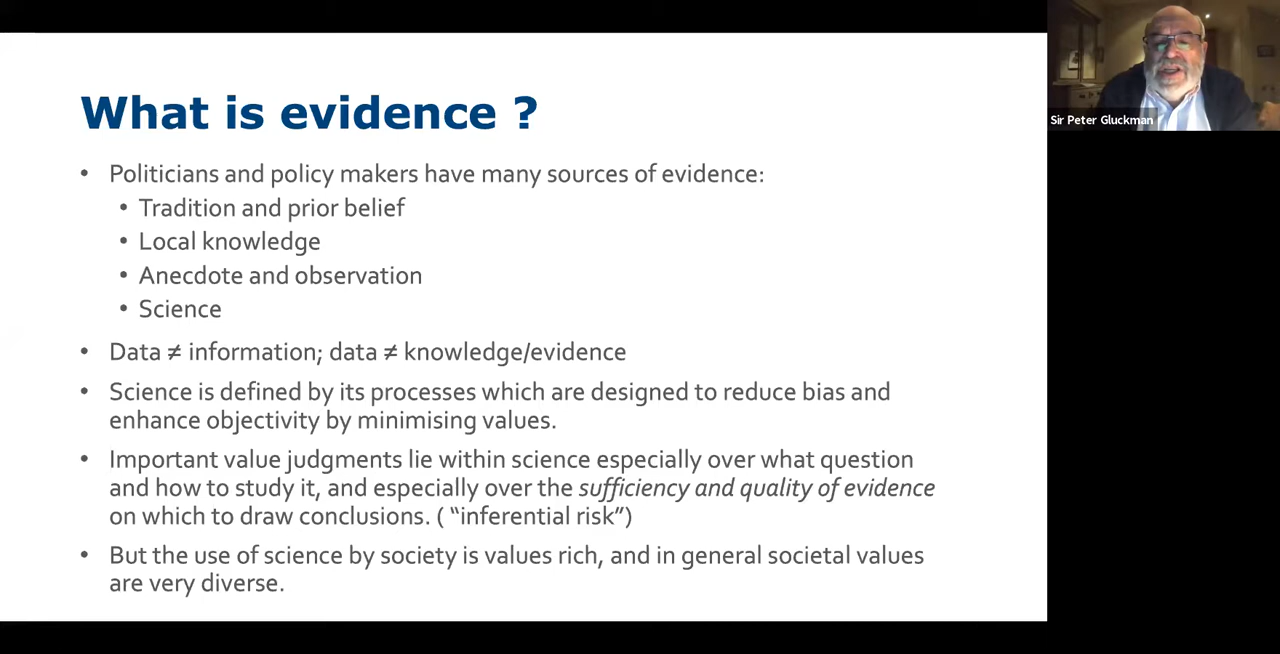 What is evidence ?
• Politicians and policy makers have many sources of evidence:
• Tradition and prior belief
• Local knowledge
• Anecdote and observation
• Science
• Data ≠ information; data ≠ knowledge/evidence
• Science is defined by its processes which are designed to reduce bias and
enhance objectivity by minimising values.
• Important value judgments lie within science especially over what question
and how to study it, and especially over the sufficiency and quality of evidence
on which to draw conclusions. ( “inferential risk”)
• But the use of science by society is values rich, and in general societal values
are very diverse.
Sir Peter Gluckman